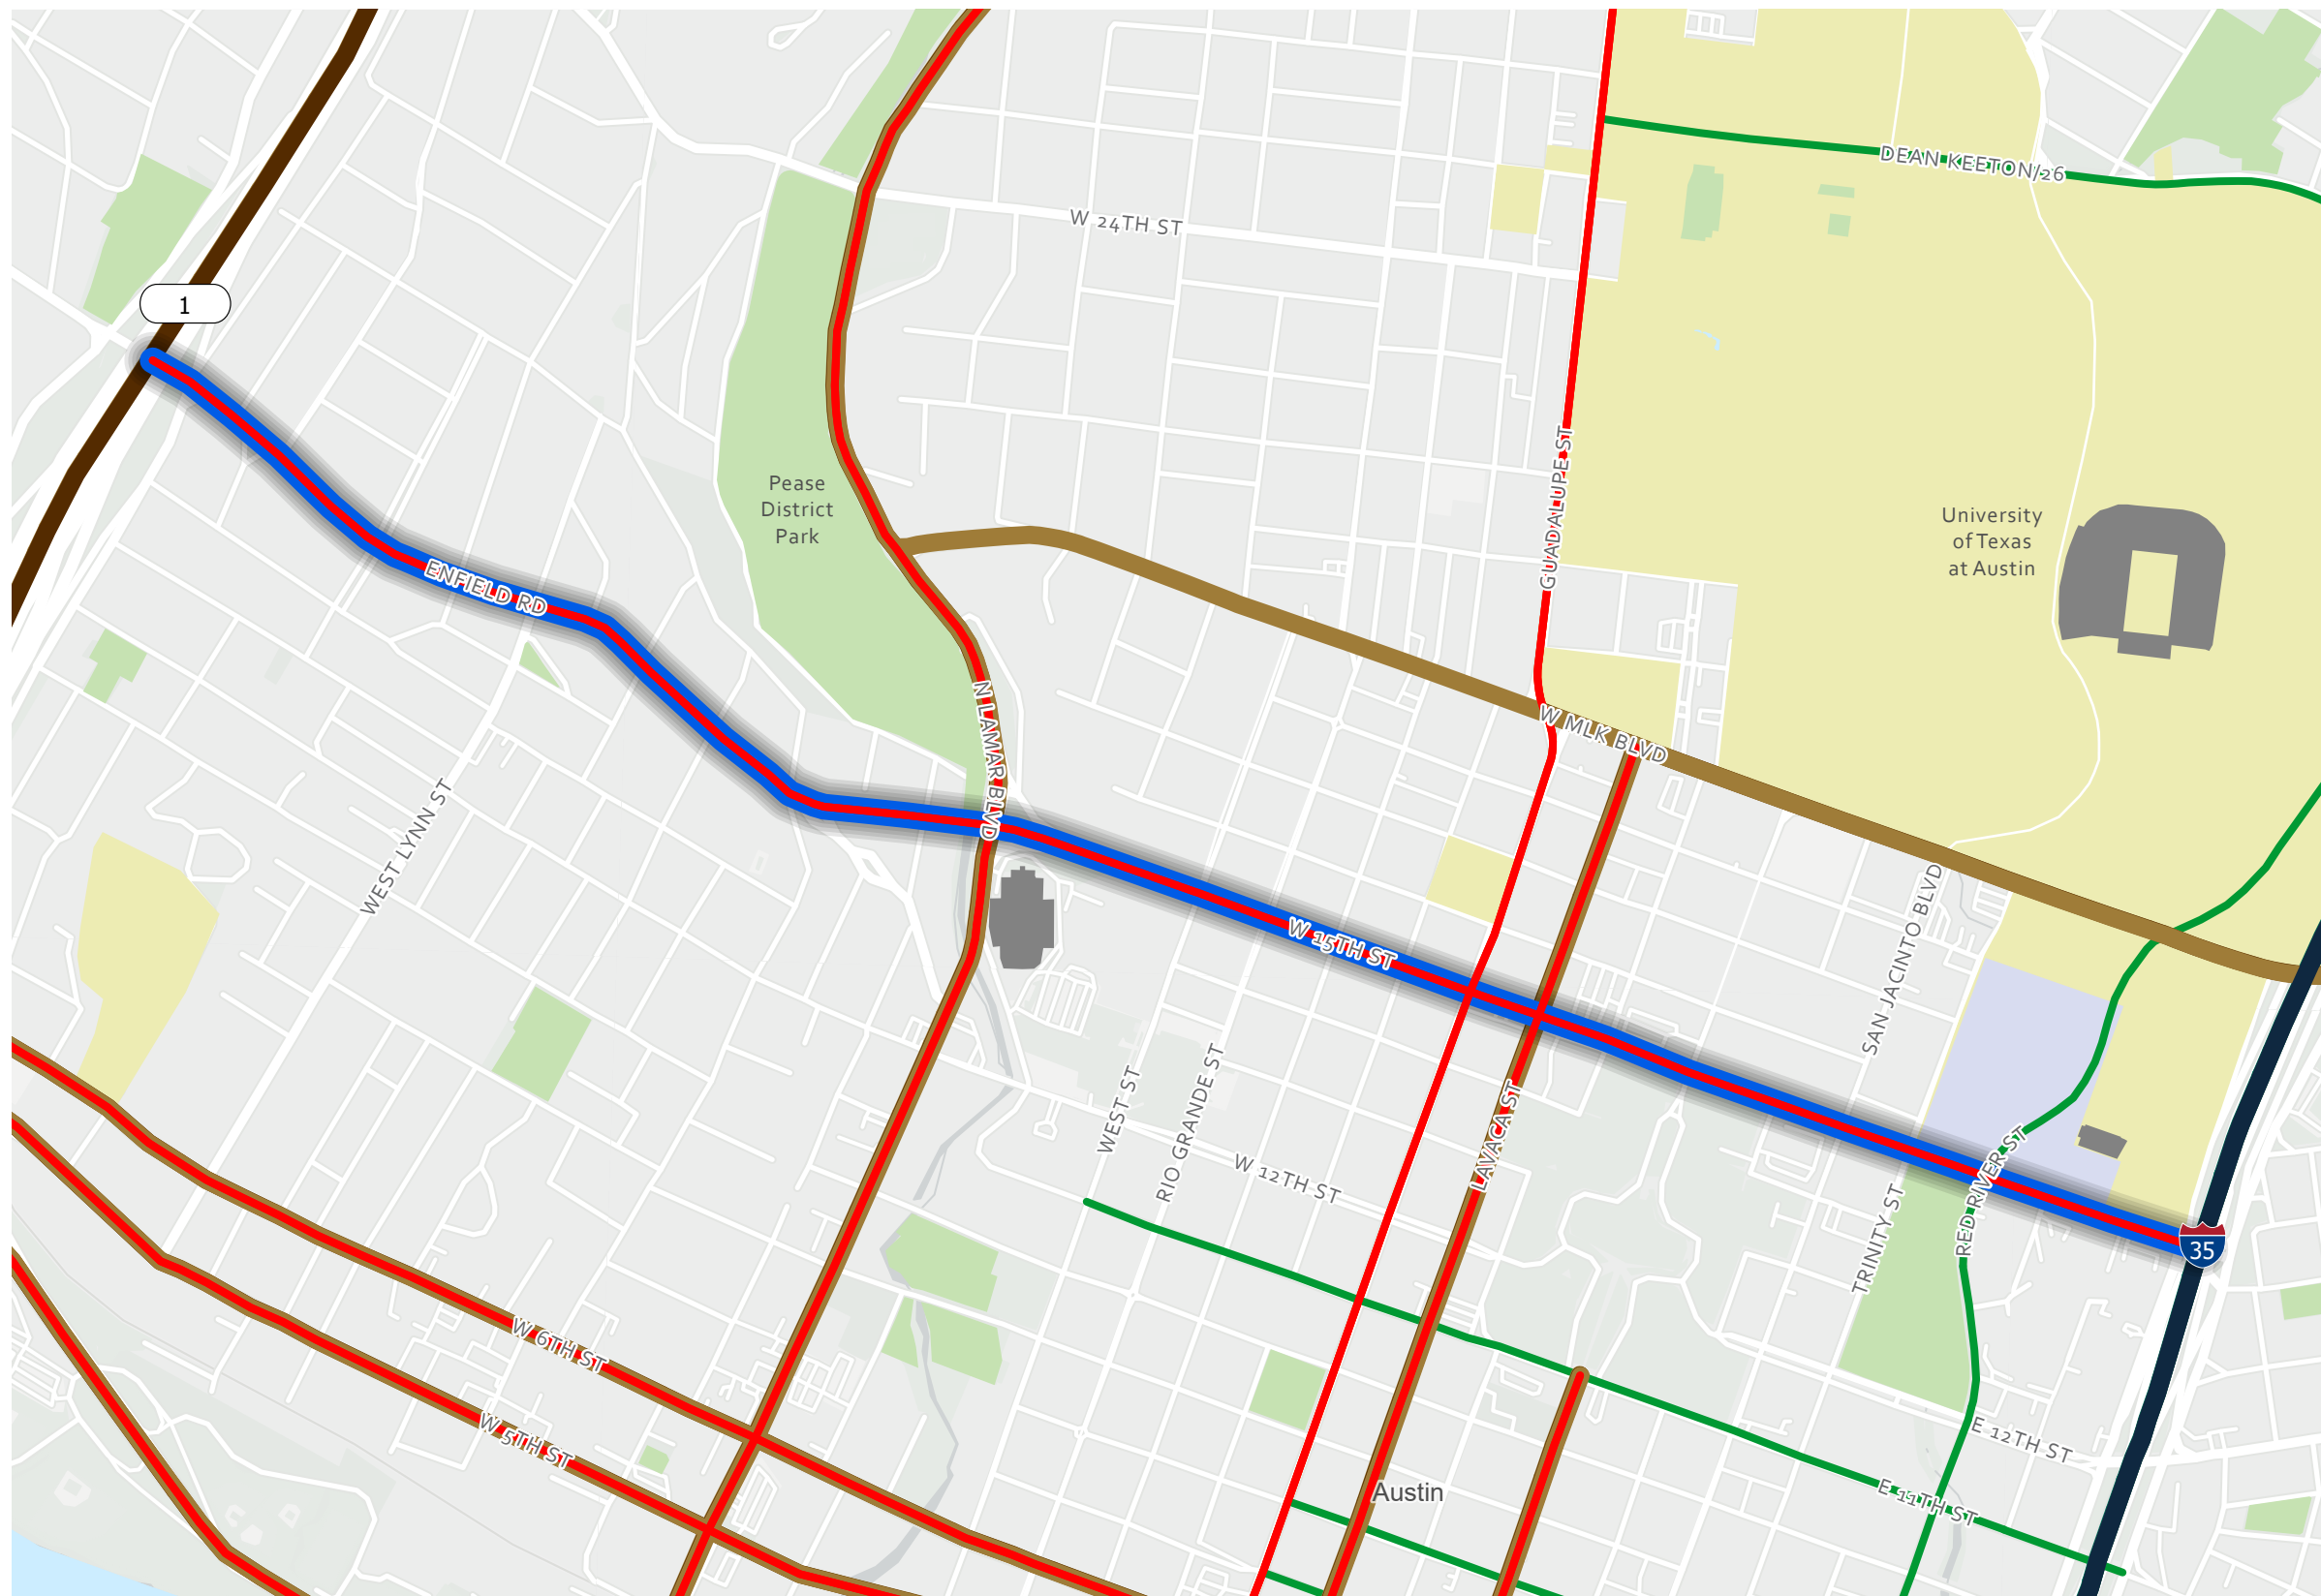 DEAN KEETON/26
W 24TH ST
1
GUADALUPE ST
Pease
District
Park
University
of Texas
at Austin
ENFIELD RD
N LAMAR BLVD
W MLK BLVD
WEST LYNN ST
SAN JACINTO BLVD
W 15TH ST
WEST ST
RIO GRANDE ST
LAVACA ST
W 12TH ST
RED RIVER ST
TRINITY ST
35
W 6TH ST
W 5TH ST
E 12TH ST
Austin
E 11TH ST